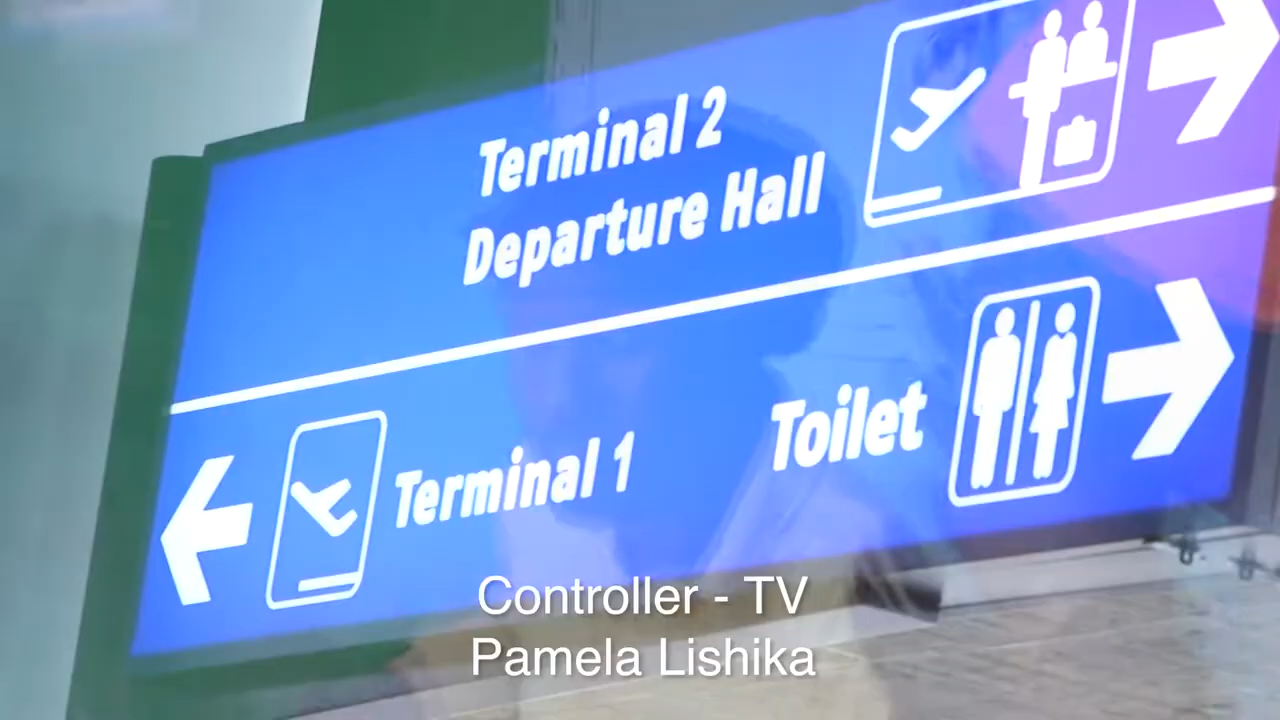 Terminal 2
Departure Hall
Terminal 1
Toilet
Controller - TV
Pamela Lishika